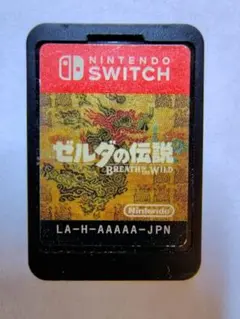 NINTENDO
SWITCH
ゼルダの伝説
BREATH OF THE WILD
Nintendo
LA-H-AAAAA-JPN